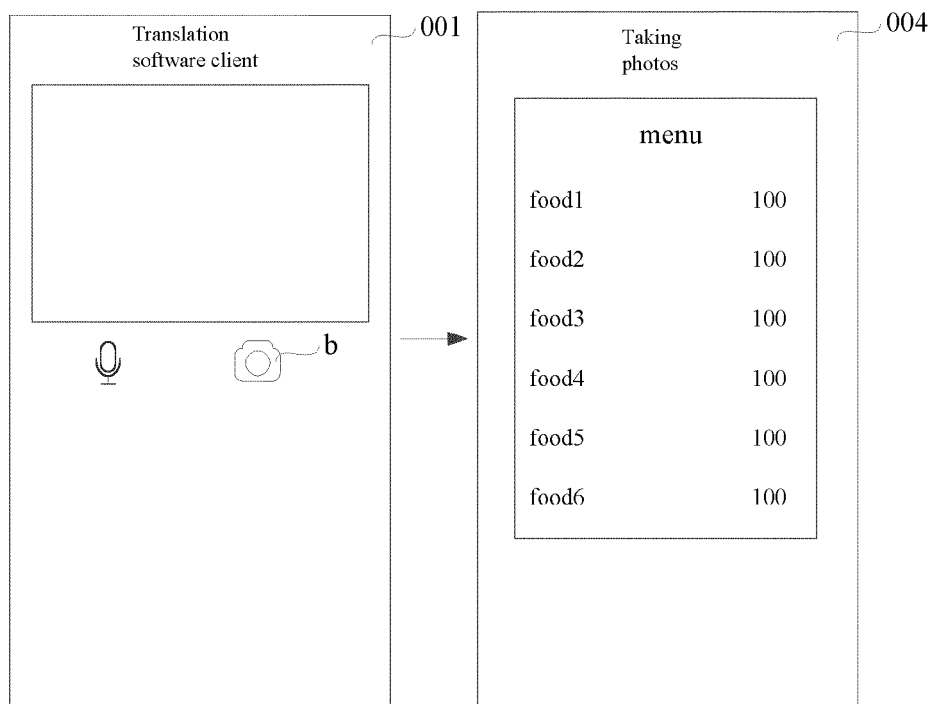 Translation
software client
001
b
Taking
photos
004
menu
food1 100
food2 100
food3 100
food4 100
food5 100
food6 100